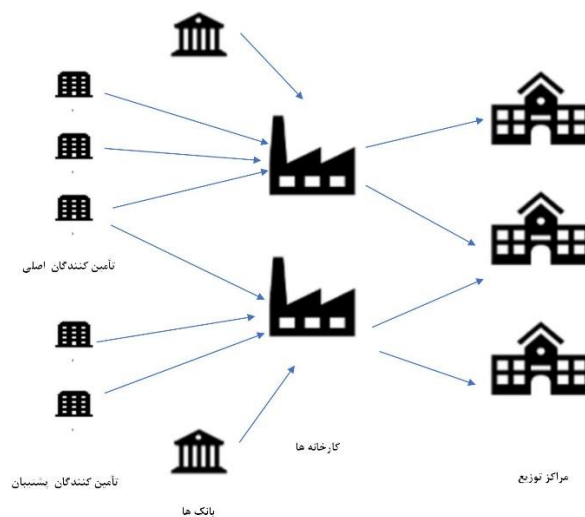 تأمین کنندگان اصلی
کارخانه ها
مراکز توزیع
تأمین کنندگان پشتیبان
بانک ها